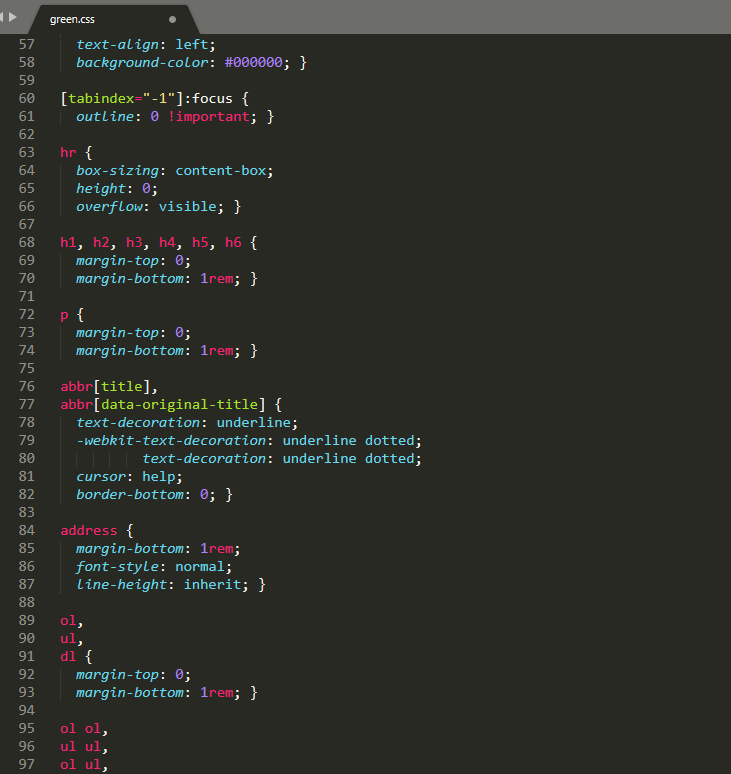 green.css
57 text-align: left;
58 background-color: #000000; }
59
60 [tabindex="-1"]:focus {
61 outline: 0 !important; }
62
63 hr {
64 box-sizing: content-box;
65 height: 0;
66 overflow: visible; }
67
68 h1, h2, h3, h4, h5, h6 {
69 margin-top: 0;
70 margin-bottom: 1rem; }
71
72 p {
73 margin-top: 0;
74 margin-bottom: 1rem; }
75
76 abbr[title],
77 abbr[data-original-title] {
78 text-decoration: underline;
79 -webkit-text-decoration: underline dotted;
80 text-decoration: underline dotted;
81 cursor: help;
82 border-bottom: 0; }
83
84 address {
85 margin-bottom: 1rem;
86 font-style: normal;
87 line-height: inherit; }
88
89 ol,
90 ul,
91 dl {
92 margin-top: 0;
93 margin-bottom: 1rem; }
94
95 ol ol,
96 ul ul,
97 ol ul,